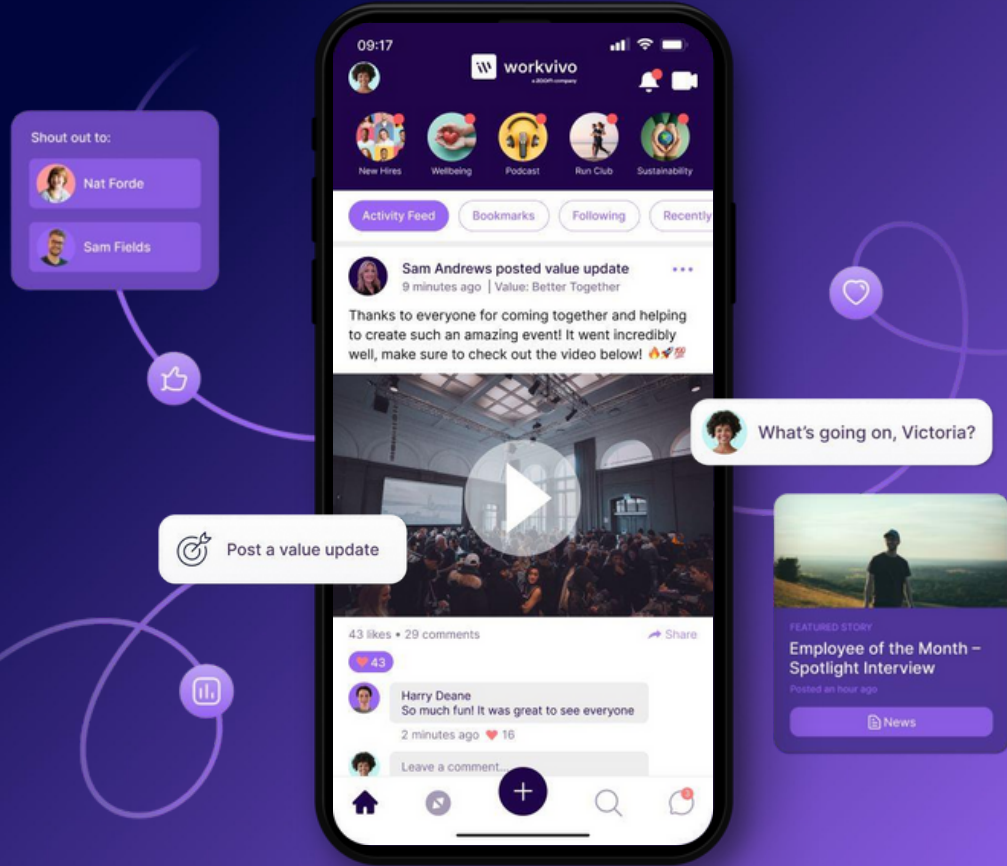 09:17
workvivo
a zoom company
Shout out to:
Nat Forde
Sam Fields
New Hires
Wellbeing
Podcast
Run Club
Sustainability
Activity Feed
Bookmarks
Following
Recently
Sam Andrews posted value update
9 minutes ago | Value: Better Together
Thanks to everyone for coming together and helping
to create such an amazing event! It went incredibly
well, make sure to check out the video below! 🔥🚀💯
What's going on, Victoria?
Post a value update
FEATURED STORY
Employee of the Month –
Spotlight Interview
Posted an hour ago
News
43 likes • 29 comments
Share
43
Harry Deane
So much fun! It was great to see everyone
2 minutes ago ❤️ 16
Leave a comment...
3